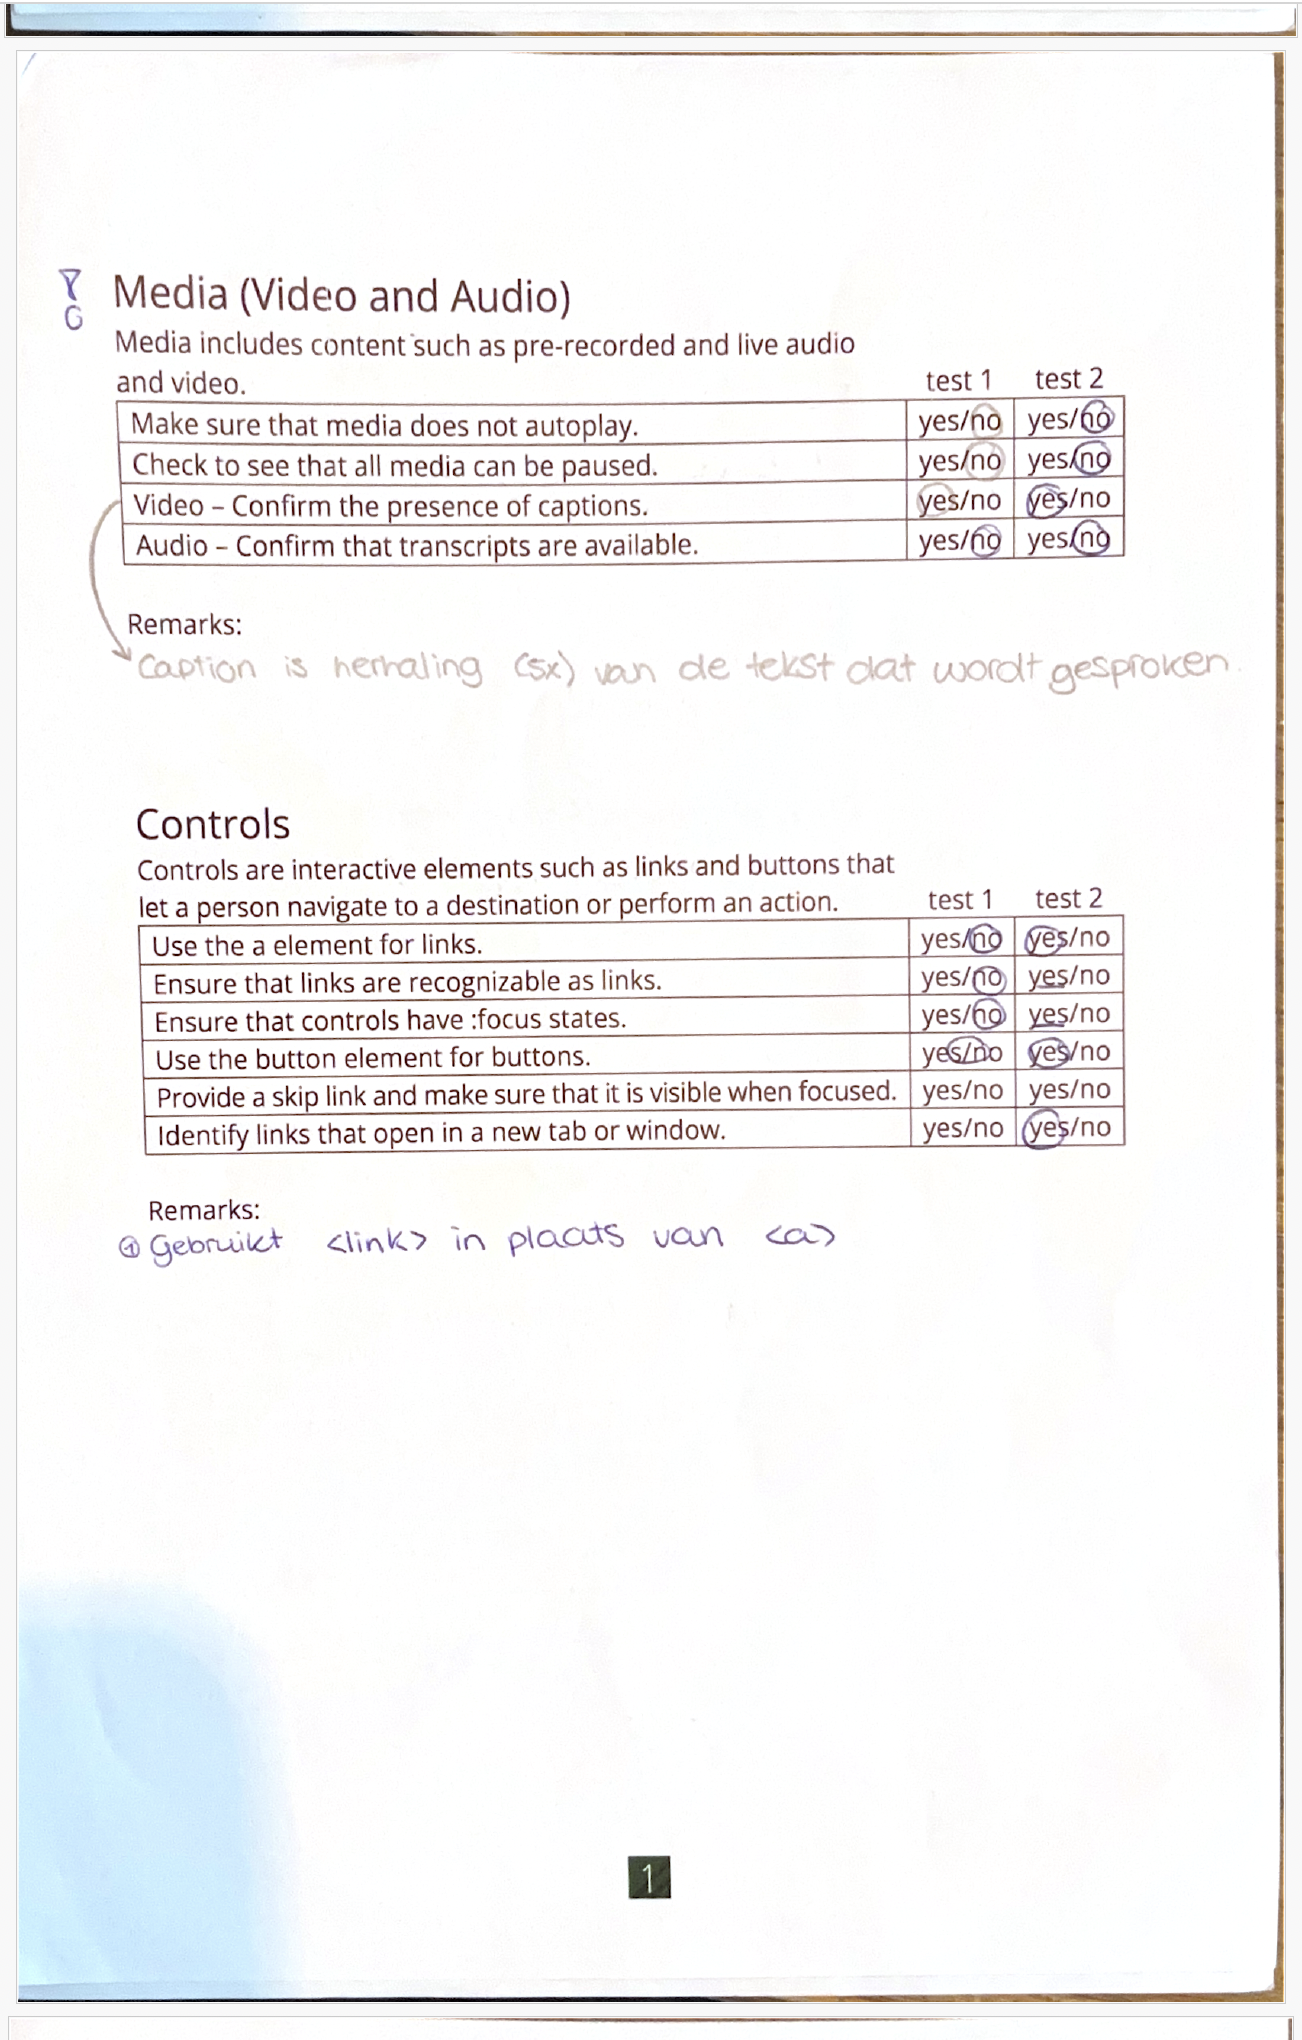 Media (Video and Audio)
Media includes content such as pre-recorded and live audio
and video. test 1 test 2
Make sure that media does not autoplay. yes/no yes/no
Check to see that all media can be paused. yes/no yes/no
Video – Confirm the presence of captions. yes/no yes/no
Audio – Confirm that transcripts are available. yes/no yes/no
Remarks:
Caption is herhaling (5x) van de tekst dat wordt gesproken.
Controls
Controls are interactive elements such as links and buttons that
let a person navigate to a destination or perform an action. test 1 test 2
Use the a element for links. yes/no yes/no
Ensure that links are recognizable as links. yes/no yes/no
Ensure that controls have :focus states. yes/no yes/no
Use the button element for buttons. yes/no yes/no
Provide a skip link and make sure that it is visible when focused. yes/no yes/no
Identify links that open in a new tab or window. yes/no yes/no
Remarks:
① Gebruikt <link> in plaats van <a>
1